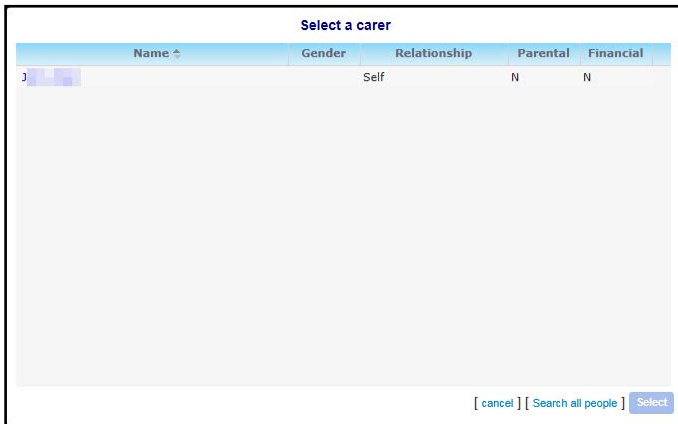 Select a carer
Name Gender Relationship Parental Financial
J Self N N
[ cancel ] [ Search all people ] Select